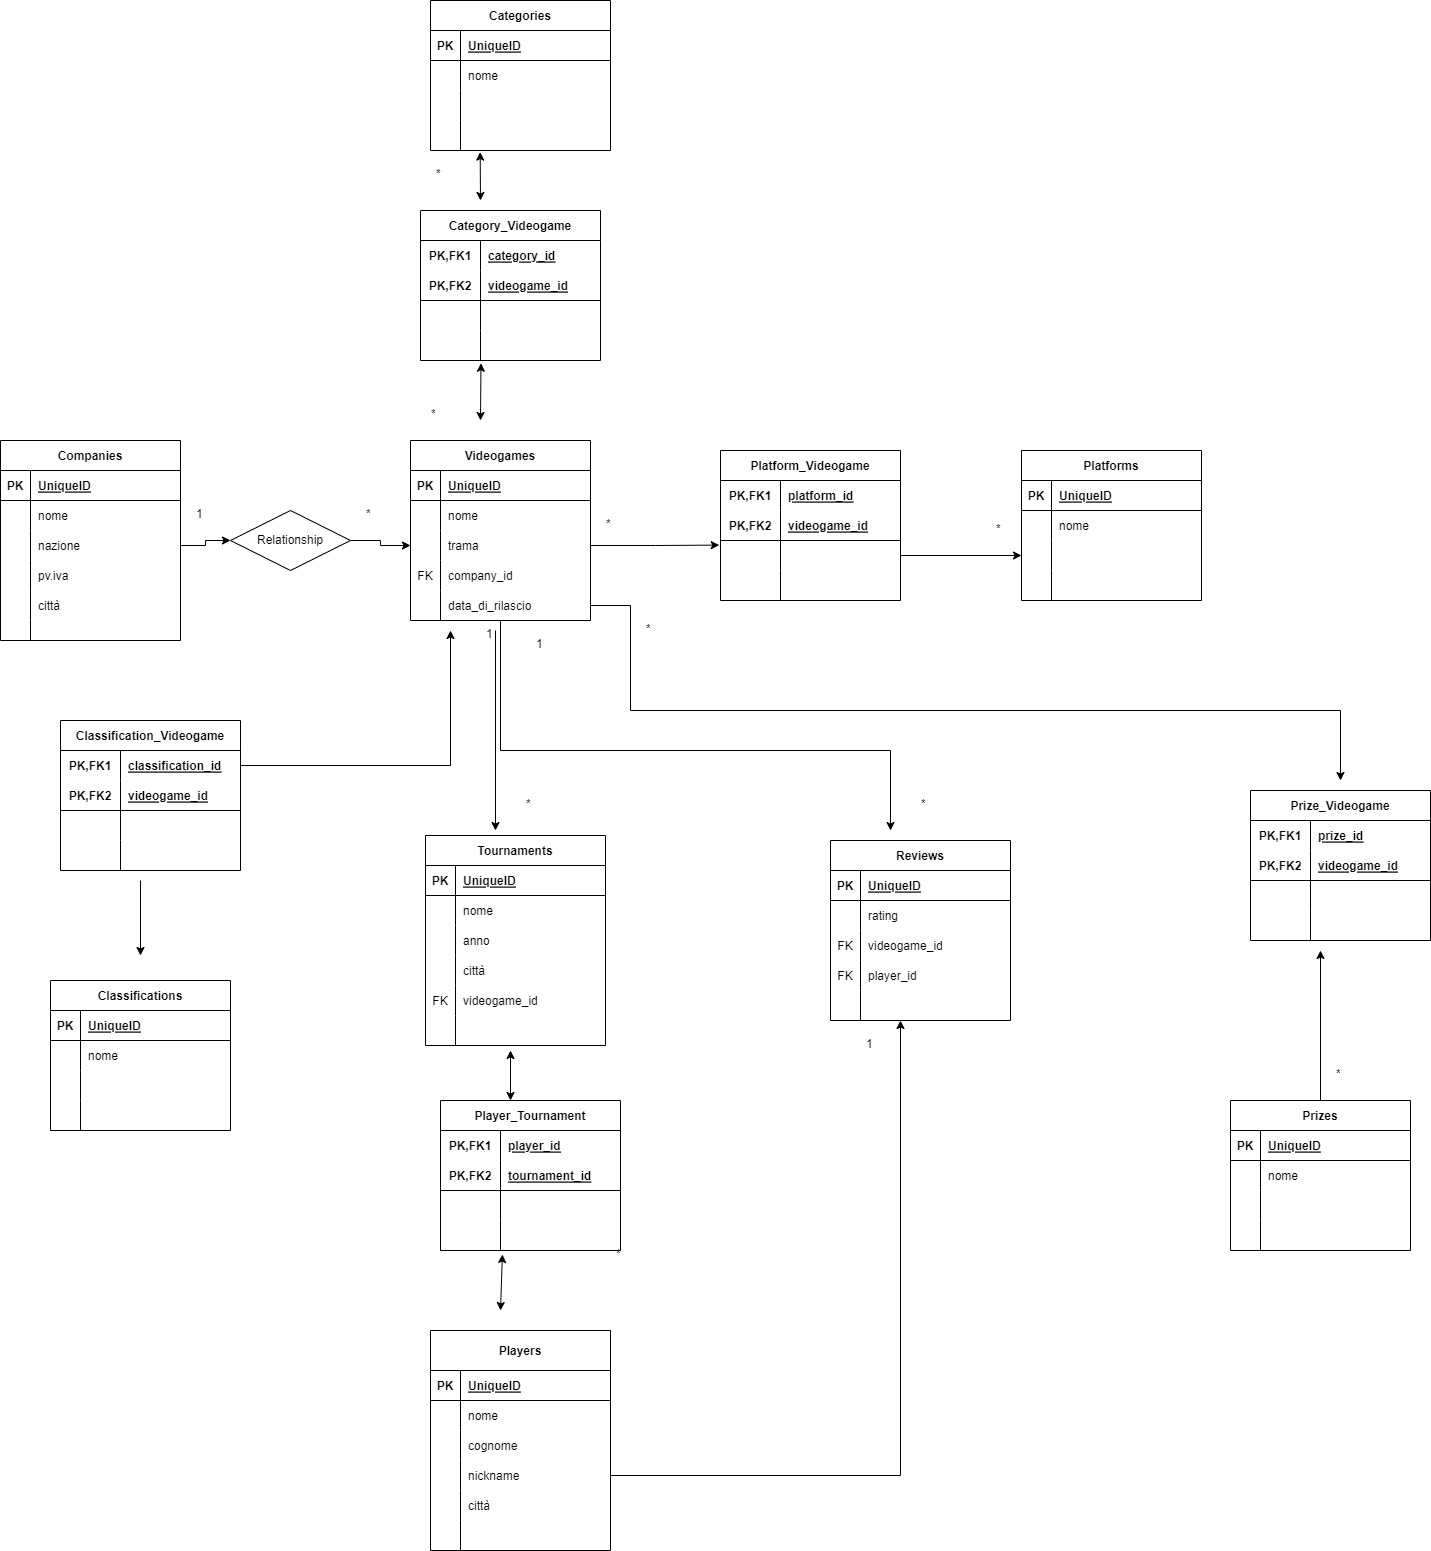 Categories
PK UniqueID
nome
*
Category_Videogame
PK,FK1 category_id
PK,FK2 videogame_id
*
Companies
PK UniqueID
nome
nazione
pv.iva
città
1
Relationship
*
Videogames
PK UniqueID
nome
trama
FK company_id
data_di_rilascio
*
Platform_Videogame
PK,FK1 platform_id
PK,FK2 videogame_id
*
Platforms
PK UniqueID
nome
1
1
*
Classification_Videogame
PK,FK1 classification_id
PK,FK2 videogame_id
Classifications
PK UniqueID
nome
*
Tournaments
PK UniqueID
nome
anno
città
FK videogame_id
*
Reviews
PK UniqueID
rating
FK videogame_id
FK player_id
1
Prize_Videogame
PK,FK1 prize_id
PK,FK2 videogame_id
*
Prizes
PK UniqueID
nome
Player_Tournament
PK,FK1 player_id
PK,FK2 tournament_id
*
Players
PK UniqueID
nome
cognome
nickname
città